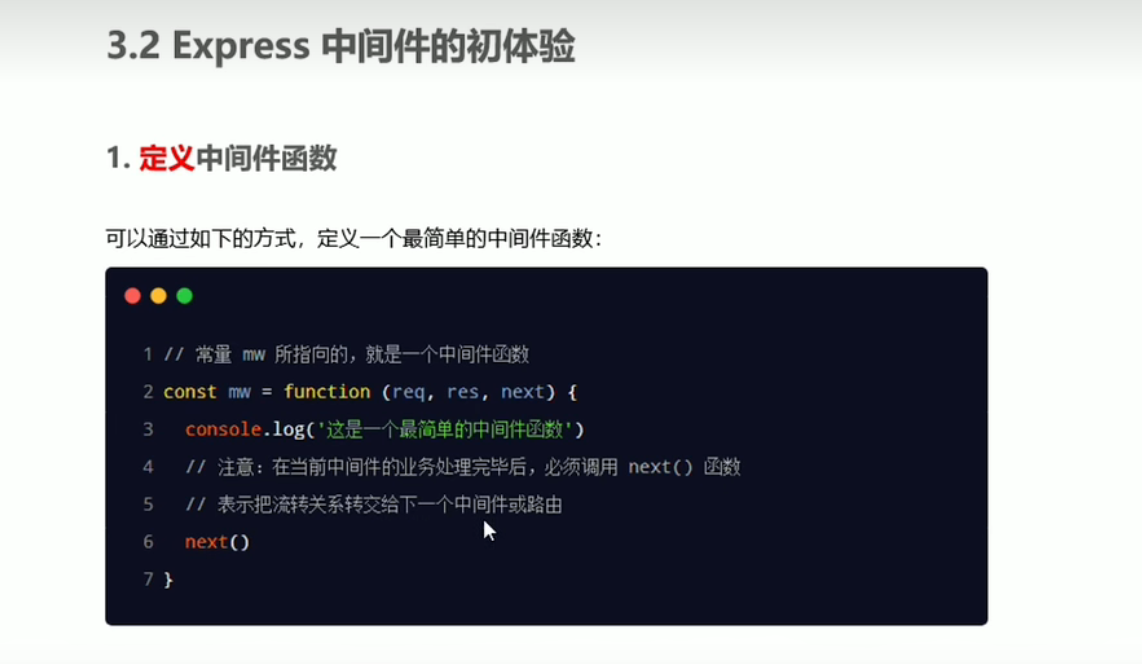 3.2 Express 中间件的初体验
1. 定义中间件函数
可以通过如下的方式，定义一个最简单的中间件函数：
1 // 常量 mw 所指向的，就是一个中间件函数
2 const mw = function (req, res, next) {
3 console.log('这是一个最简单的中间件函数')
4 // 注意：在当前中间件的业务处理完毕后，必须调用 next() 函数
5 // 表示把流转关系转交给下一个中间件或路由
6 next()
7 }